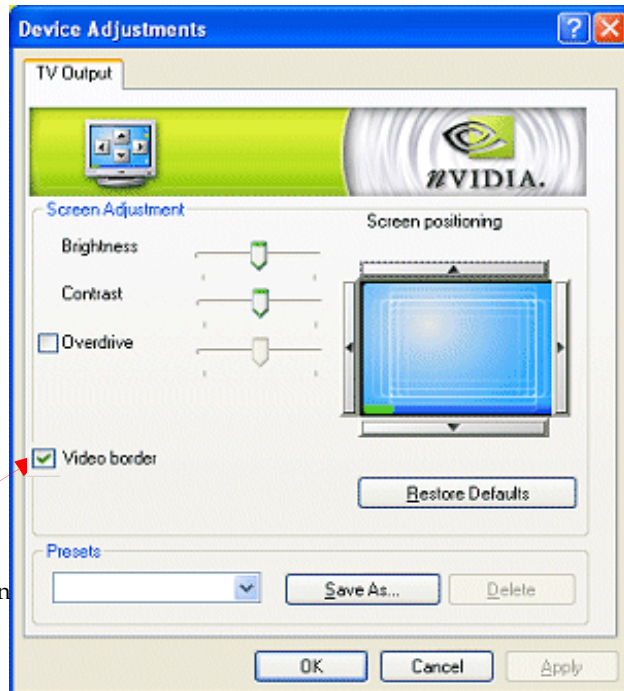 Device Adjustments
TV Output
nVIDIA.
Screen Adjustment
Screen positioning
Brightness
Contrast
Overdrive
Video border
Restore Defaults
Presets
n
Save As...
Delete
OK
Cancel
Apply